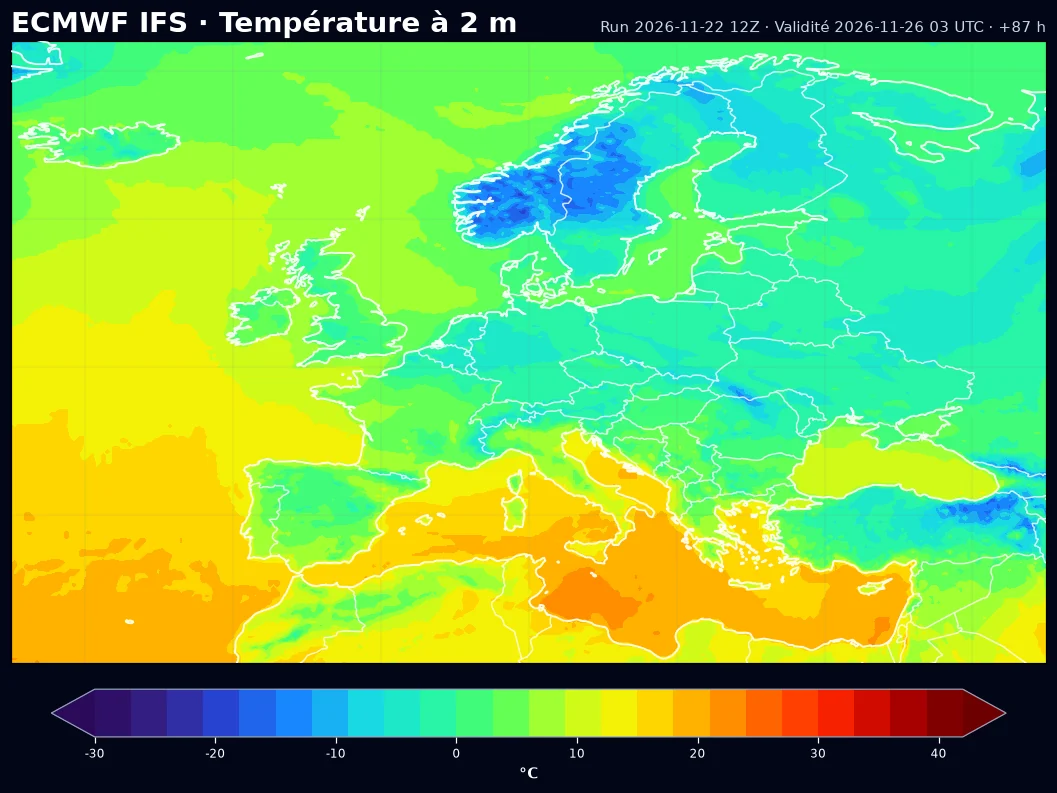 ECMWF IFS · Température à 2 m
Run 2026-11-22 12Z · Validité 2026-11-26 03 UTC · +87 h
-30 -20 -10 0 10 20 30 40
°C